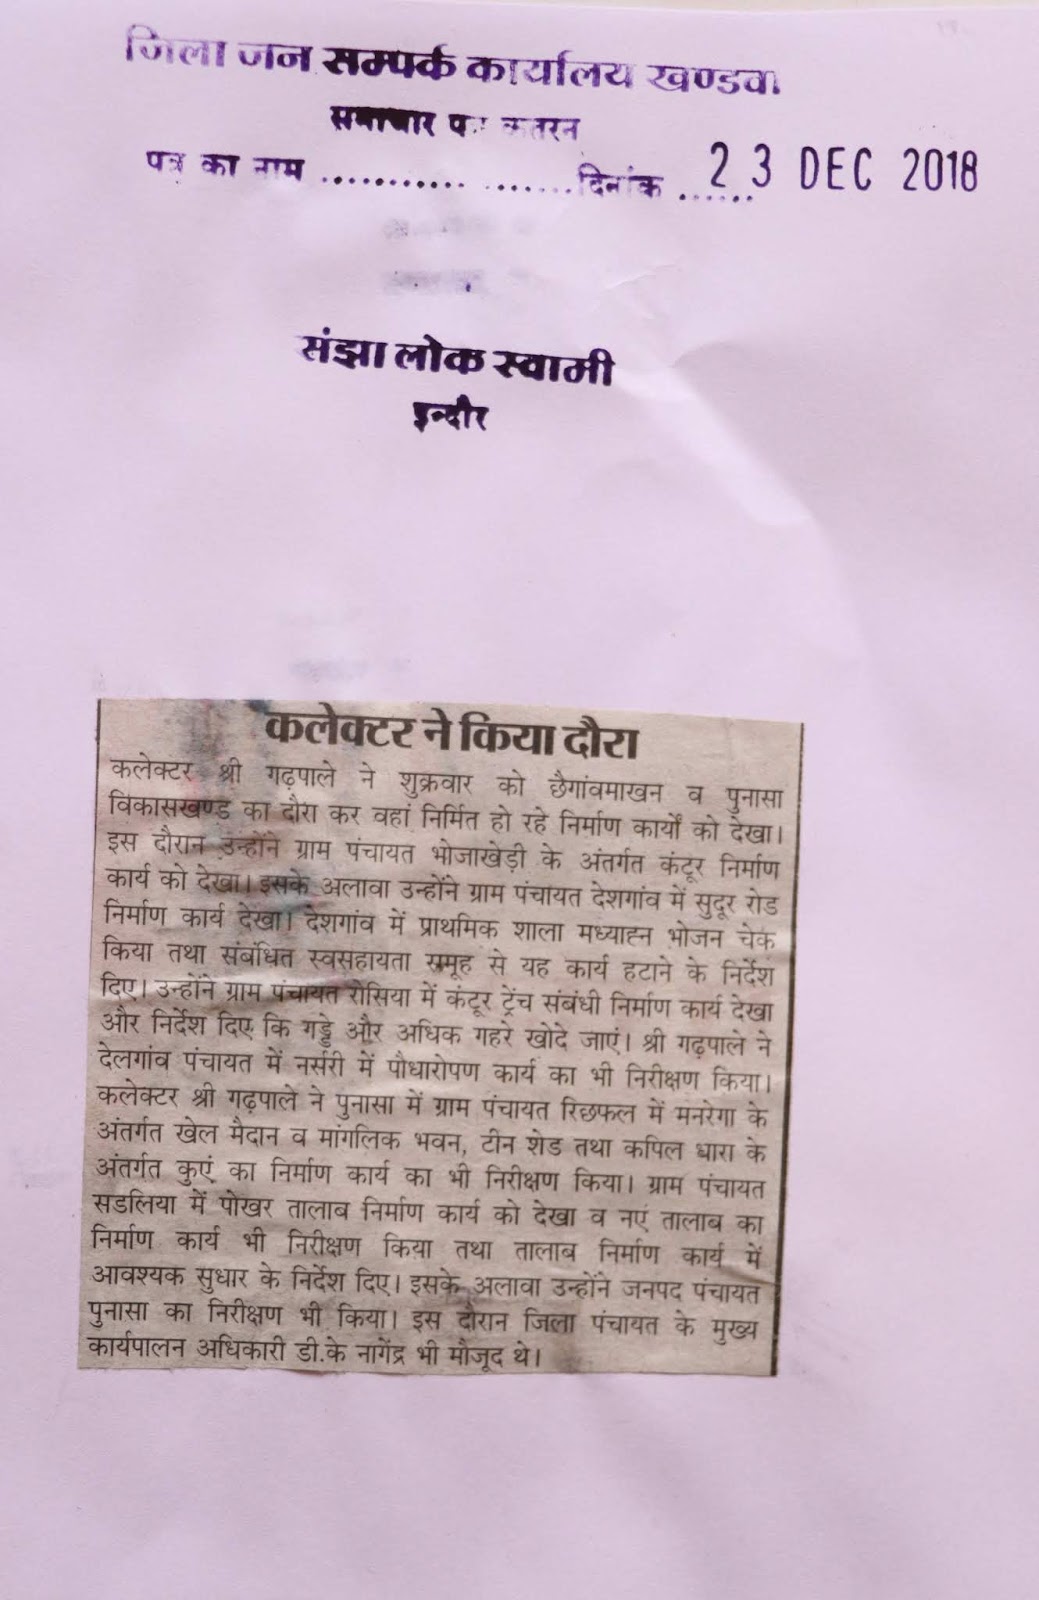 जिला जन सम्पर्क कार्यालय खण्डवा
समाचार पत्र कतरन
पत्र का नाम ........... .......दिनांक ...... 23 DEC 2018
संझा लोक स्वामी
इन्दौर
कलेक्टर ने किया दौरा
कलेक्टर श्री गढ़पाले ने शुक्रवार को छैगांवमाखन व पुनासा
विकासखण्ड का दौरा कर वहां निर्मित हो रहे निर्माण कार्यों को देखा।
इस दौरान उन्होंने ग्राम पंचायत भोजाखेड़ी के अंतर्गत कंटूर निर्माण
कार्य को देखा। इसके अलावा उन्होंने ग्राम पंचायत देशगांव में सुदूर रोड
निर्माण कार्य देखा। देशगांव में प्राथमिक शाला मध्याह्न भोजन चेक
किया तथा संबंधित स्वसहायता समूह से यह कार्य हटाने के निर्देश
दिए। उन्होंने ग्राम पंचायत रोसिया में कंटूर ट्रेंच संबंधी निर्माण कार्य देखा
और निर्देश दिए कि गड्डे और अधिक गहरे खोदे जाएं। श्री गढ़पाले ने
देलगांव पंचायत में नर्सरी में पौधारोपण कार्य का भी निरीक्षण किया।
कलेक्टर श्री गढ़पाले ने पुनासा में ग्राम पंचायत रिछफल में मनरेगा के
अंतर्गत खेल मैदान व मांगलिक भवन, टीन शेड तथा कपिल धारा के
अंतर्गत कुएं का निर्माण कार्य का भी निरीक्षण किया। ग्राम पंचायत
सडलिया में पोखर तालाब निर्माण कार्य को देखा व नएं तालाब का
निर्माण कार्य भी निरीक्षण किया तथा तालाब निर्माण कार्य में
आवश्यक सुधार के निर्देश दिए। इसके अलावा उन्होंने जनपद पंचायत
पुनासा का निरीक्षण भी किया। इस दौरान जिला पंचायत के मुख्य
कार्यपालन अधिकारी डी.के नागेंद्र भी मौजूद थे।